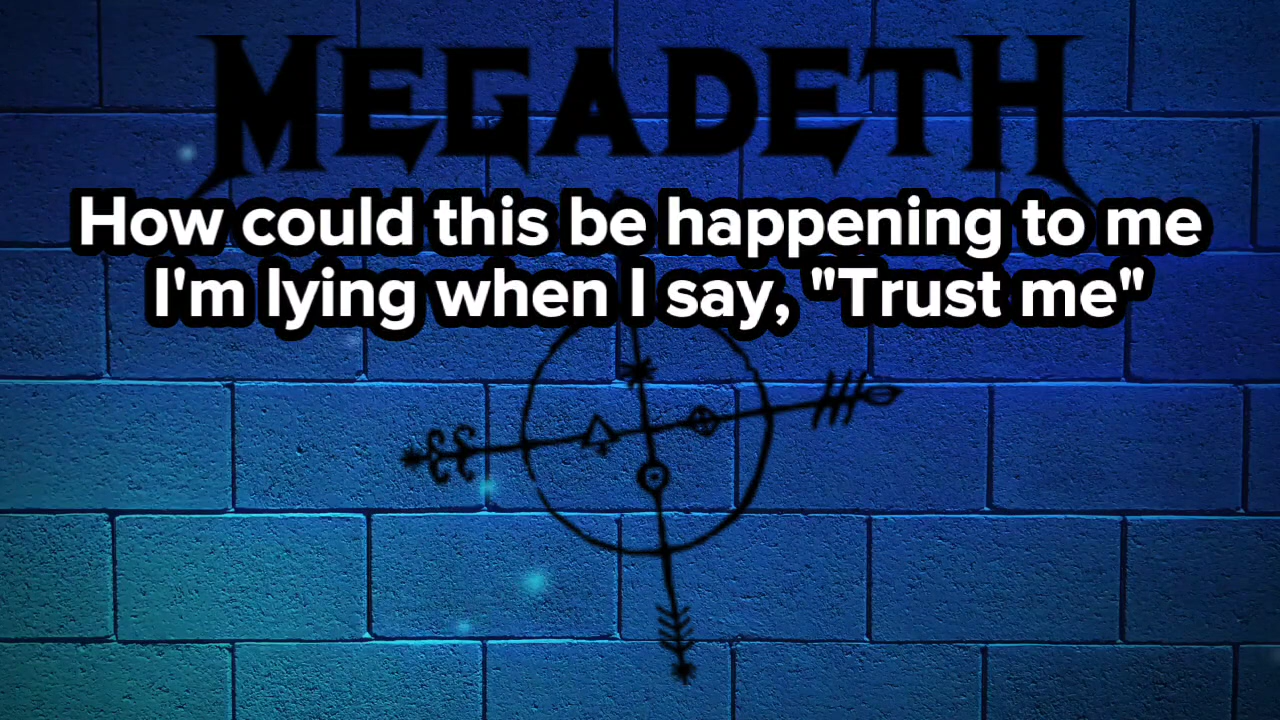 MEGADETH
How could this be happening to me
I'm lying when I say, "Trust me"